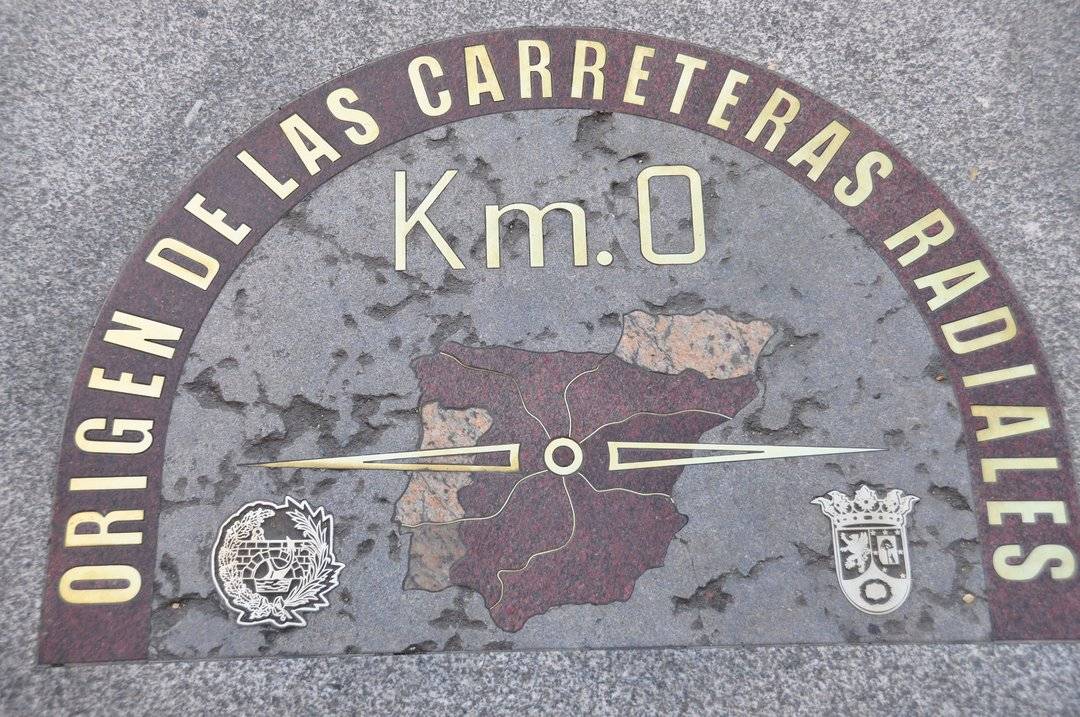 ORIGEN DE LAS CARRETERAS RADIALES
Km.0